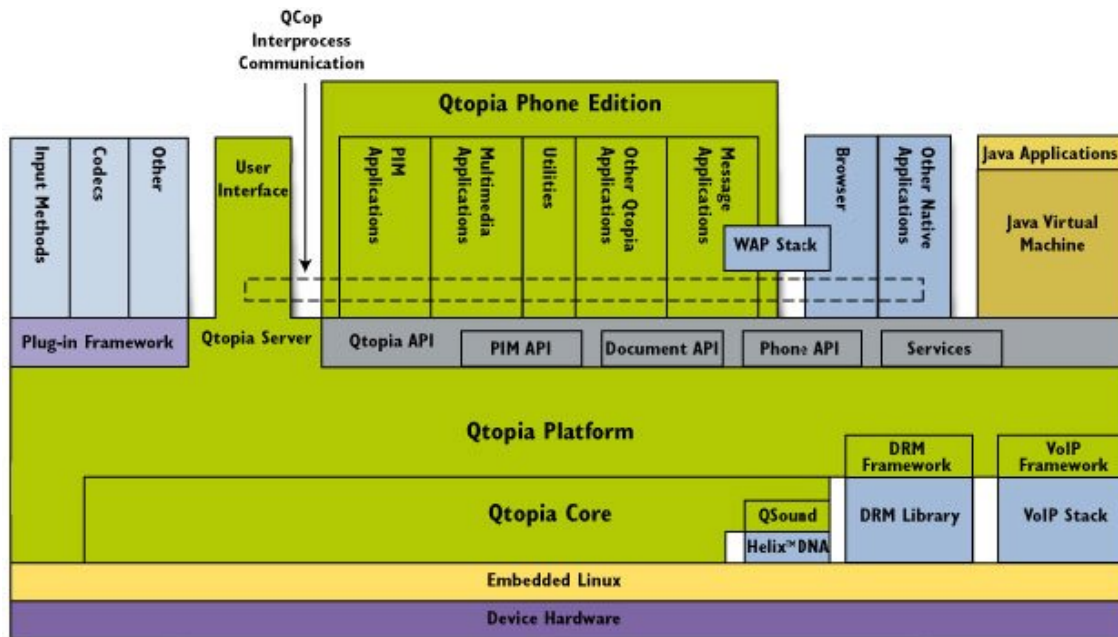 QCop
Interprocess
Communication
Qtopia Phone Edition
Input Methods
Codecs
Other
User
Interface
PIM
Applications
Multimedia
Applications
Utilities
Other Qtopia
Applications
Message
Applications
WAP Stack
Browser
Other Native
Applications
Java Applications
Java Virtual
Machine
Plug-in Framework
Qtopia Server
Qtopia API
PIM API
Document API
Phone API
Services
Qtopia Platform
DRM
Framework
VoIP
Framework
Qtopia Core
QSound
Helix™DNA
DRM Library
VoIP Stack
Embedded Linux
Device Hardware